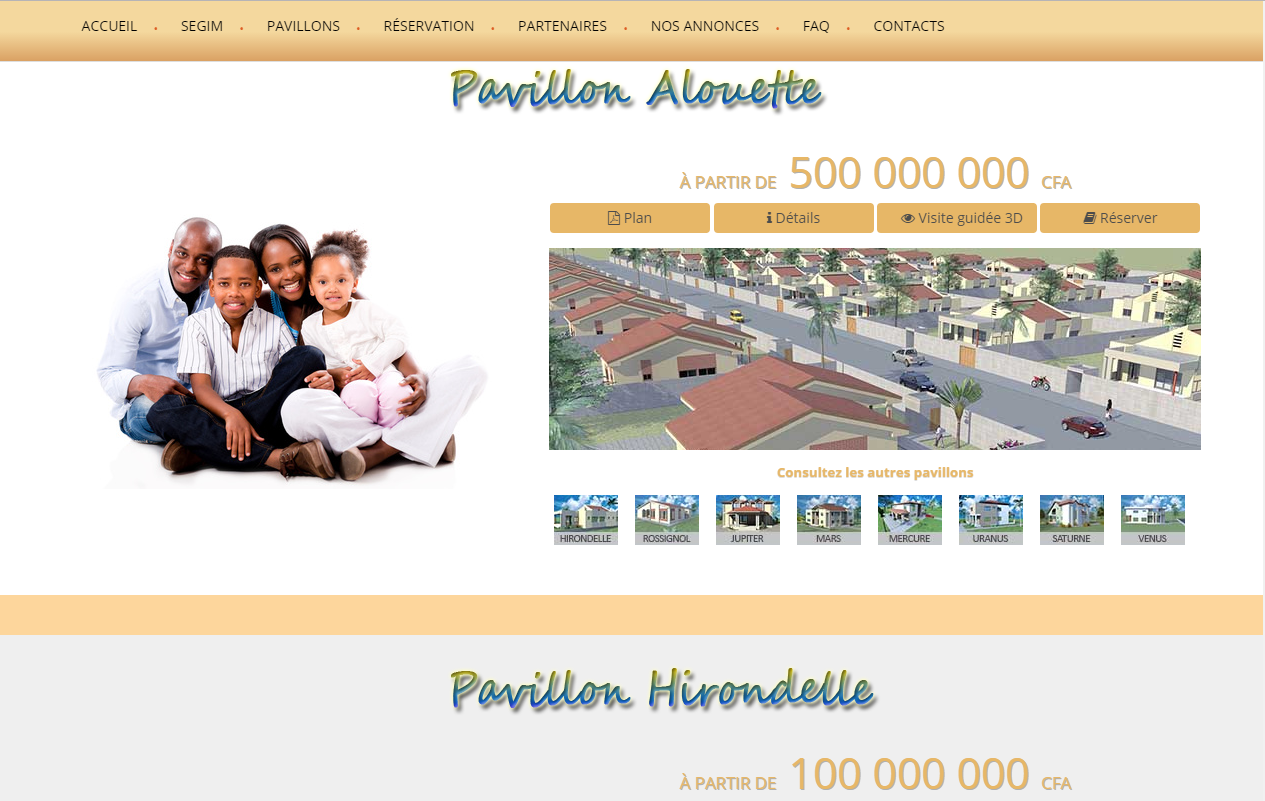 ACCUEIL • SEGIM • PAVILLONS • RÉSERVATION • PARTENAIRES • NOS ANNONCES • FAQ • CONTACTS
Pavillon Alouette
À PARTIR DE 500 000 000 CFA
Plan Détails Visite guidée 3D Réserver
Consultez les autres pavillons
HIRONDELLE ROSSIGNOL JUPITER MARS MERCURE URANUS SATURNE VENUS
Pavillon Hirondelle
À PARTIR DE 100 000 000 CFA